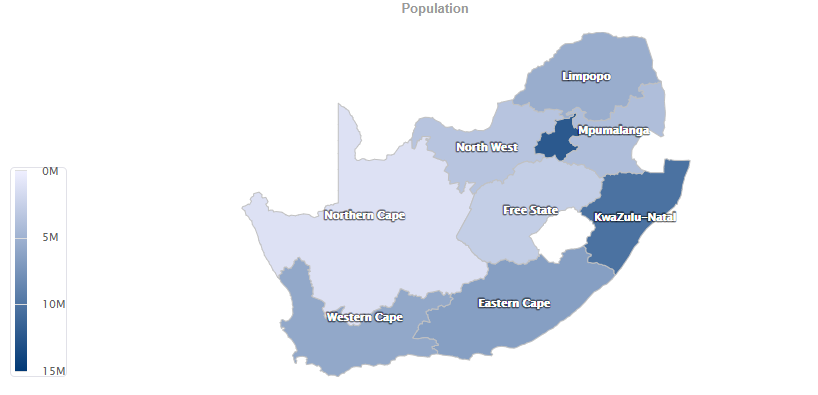 Population
Limpopo
Mpumalanga
North West
0M
Free State
Northern Cape
KwaZulu-Natal
5M
10M
Eastern Cape
Western Cape
15M